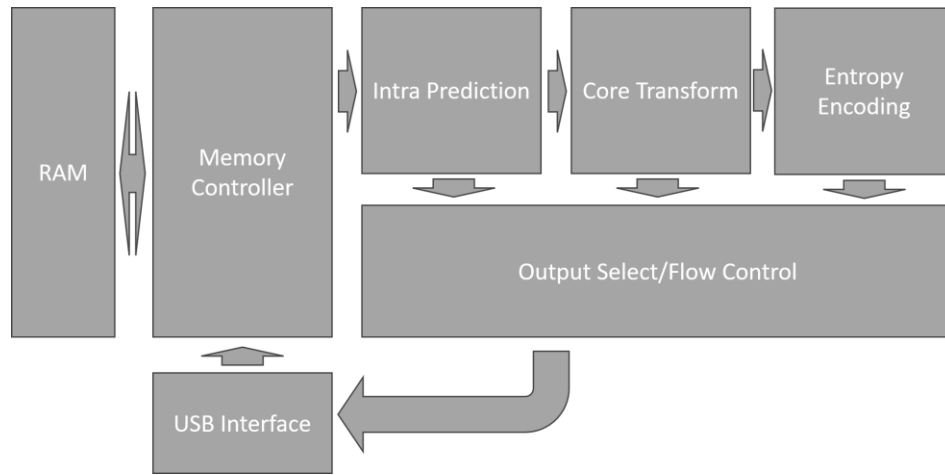 RAM
Memory
Controller
Intra Prediction
Core Transform
Entropy
Encoding
Output Select/Flow Control
USB Interface